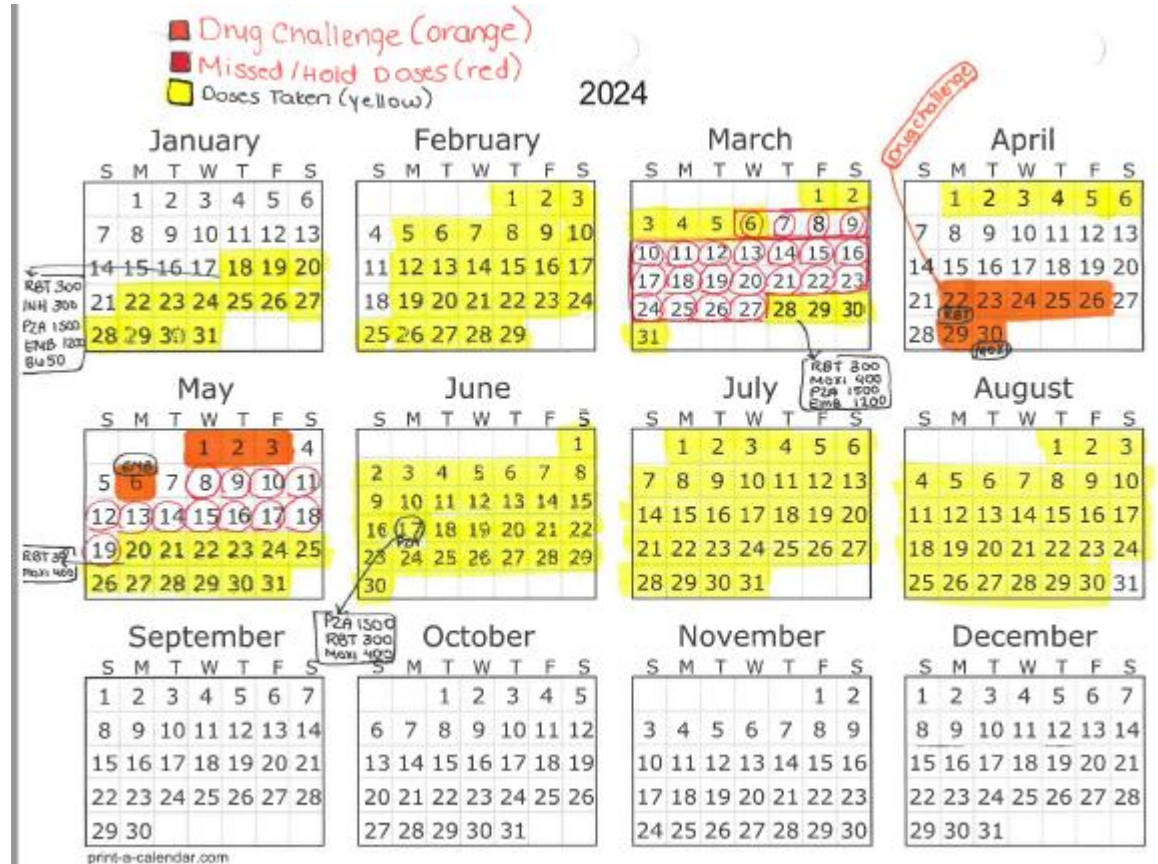 Drug Challenge (orange)
Missed/Hold Doses (red)
Doses Taken (yellow)
2024
Drug Challenge
January
S M T W T F S
1 2 3 4 5 6
7 8 9 10 11 12 13
14 15 16 17 18 19 20
21 22 23 24 25 26 27
28 29 30 31
RBT 300
INH 300
PZA 1500
EMB 1200
B6 50
February
S M T W T F S
1 2 3
4 5 6 7 8 9 10
11 12 13 14 15 16 17
18 19 20 21 22 23 24
25 26 27 28 29
March
S M T W T F S
1 2
3 4 5 6 7 8 9
10 11 12 13 14 15 16
17 18 19 20 21 22 23
24 25 26 27 28 29 30
31
RBT 300
Moxi 400
PZA 1500
EMB 1200
April
S M T W T F S
1 2 3 4 5 6
7 8 9 10 11 12 13
14 15 16 17 18 19 20
21 22 23 24 25 26 27
RBT
28 29 30
May
S M T W T F S
1 2 3 4
EMB
5 6 7 8 9 10 11
12 13 14 15 16 17 18
19 20 21 22 23 24 25
26 27 28 29 30 31
RBT
Moxi 400
June
S M T W T F S
1
2 3 4 5 6 7 8
9 10 11 12 13 14 15
16 17 18 19 20 21 22
PZA
23 24 25 26 27 28 29
30
PZA 1500
RBT 300
Moxi 400
July
S M T W T F S
1 2 3 4 5 6
7 8 9 10 11 12 13
14 15 16 17 18 19 20
21 22 23 24 25 26 27
28 29 30 31
August
S M T W T F S
1 2 3
4 5 6 7 8 9 10
11 12 13 14 15 16 17
18 19 20 21 22 23 24
25 26 27 28 29 30 31
September
S M T W T F S
1 2 3 4 5 6 7
8 9 10 11 12 13 14
15 16 17 18 19 20 21
22 23 24 25 26 27 28
29 30
October
S M T W T F S
1 2 3 4 5
6 7 8 9 10 11 12
13 14 15 16 17 18 19
20 21 22 23 24 25 26
27 28 29 30 31
November
S M T W T F S
1 2
3 4 5 6 7 8 9
10 11 12 13 14 15 16
17 18 19 20 21 22 23
24 25 26 27 28 29 30
December
S M T W T F S
1 2 3 4 5 6 7
8 9 10 11 12 13 14
15 16 17 18 19 20 21
22 23 24 25 26 27 28
29 30 31
print-a-calendar.com